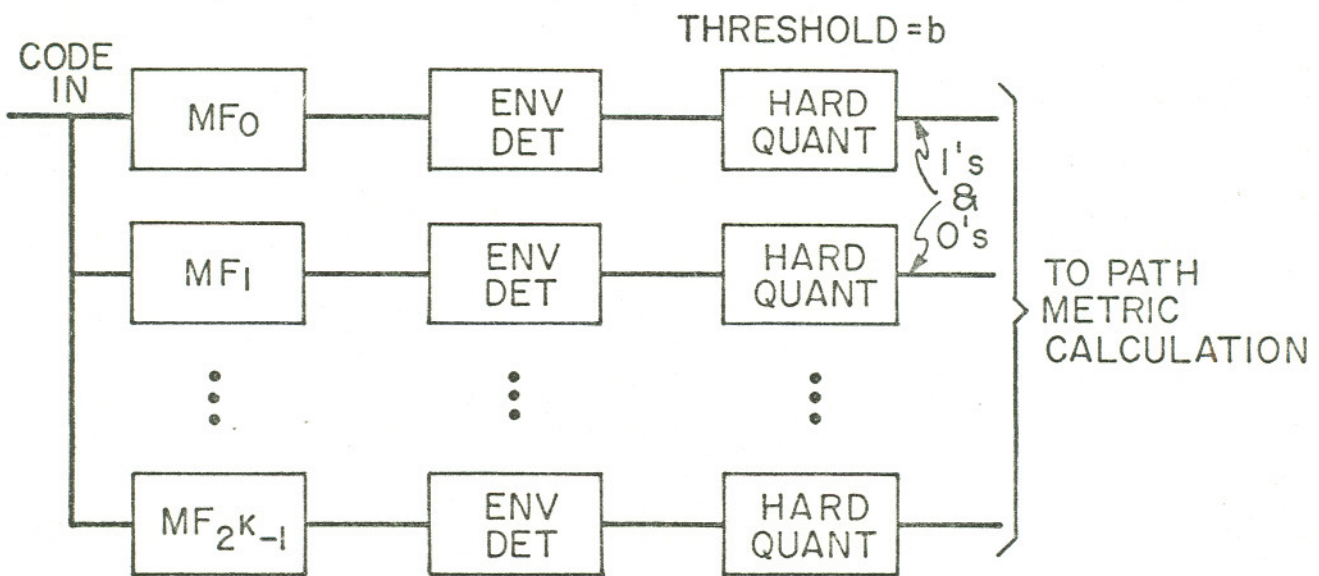 THRESHOLD = b
CODE
IN
MF0
ENV
DET
HARD
QUANT
1's
&
0's
MF1
ENV
DET
HARD
QUANT
TO PATH
METRIC
CALCULATION
MF2K-1
ENV
DET
HARD
QUANT